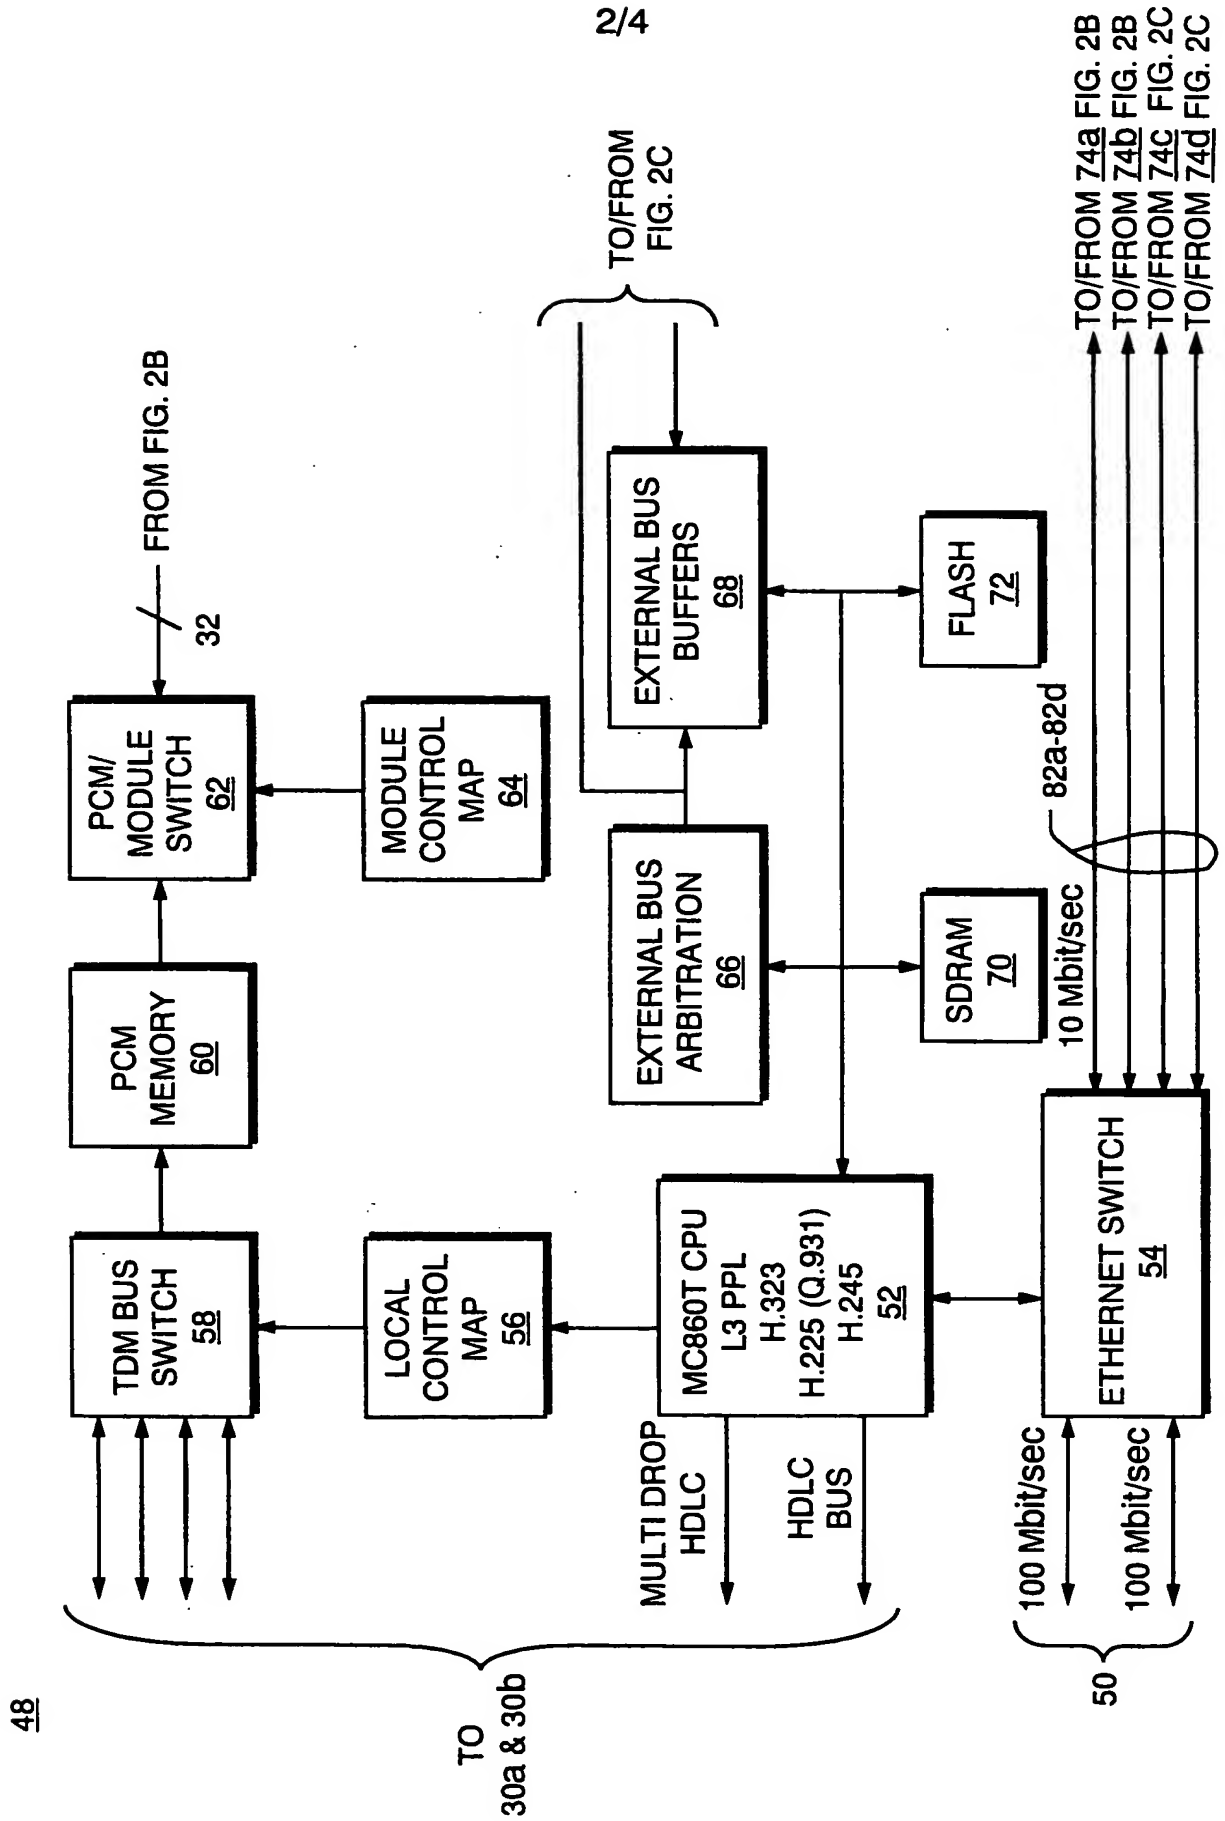 2/4
48
TO
30a & 30b
TDM BUS
SWITCH
58
PCM
MEMORY
60
PCM/
MODULE
SWITCH
62
FROM FIG. 2B
32
LOCAL
CONTROL
MAP
56
MODULE
CONTROL
MAP
64
MULTI DROP
HDLC
HDLC
BUS
MC860T CPU
L3 PPL
H.323
H.225 (Q.931)
H.245
52
EXTERNAL BUS
ARBITRATION
66
EXTERNAL BUS
BUFFERS
68
TO/FROM
FIG. 2C
SDRAM
70
FLASH
72
50
100 Mbit/sec
100 Mbit/sec
ETHERNET SWITCH
54
10 Mbit/sec
82a-82d
TO/FROM 74a FIG. 2B
TO/FROM 74b FIG. 2B
TO/FROM 74c FIG. 2C
TO/FROM 74d FIG. 2C